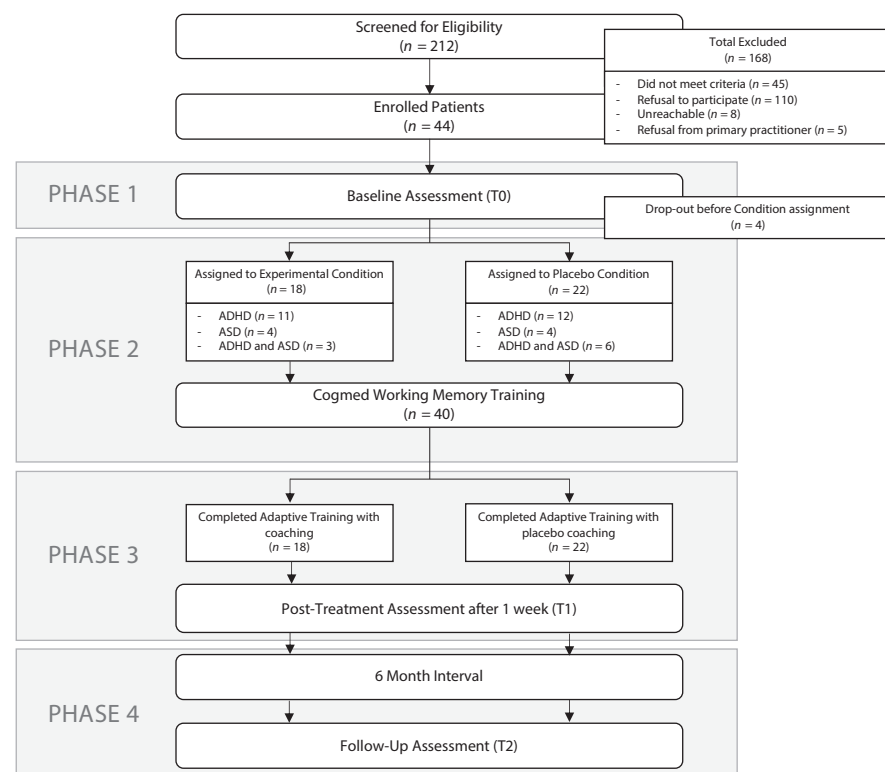 Screened for Eligibility
(n = 212)
Total Excluded
(n = 168)
- Did not meet criteria (n = 45)
- Refusal to participate (n = 110)
- Unreachable (n = 8)
- Refusal from primary practitioner (n = 5)
Enrolled Patients
(n = 44)
PHASE 1
Baseline Assessment (T0)
Drop-out before Condition assignment
(n = 4)
PHASE 2
Assigned to Experimental Condition
(n = 18)
- ADHD (n = 11)
- ASD (n = 4)
- ADHD and ASD (n = 3)
Assigned to Placebo Condition
(n = 22)
- ADHD (n = 12)
- ASD (n = 4)
- ADHD and ASD (n = 6)
Cogmed Working Memory Training
(n = 40)
PHASE 3
Completed Adaptive Training with
coaching
(n = 18)
Completed Adaptive Training with
placebo coaching
(n = 22)
Post-Treatment Assessment after 1 week (T1)
PHASE 4
6 Month Interval
Follow-Up Assessment (T2)